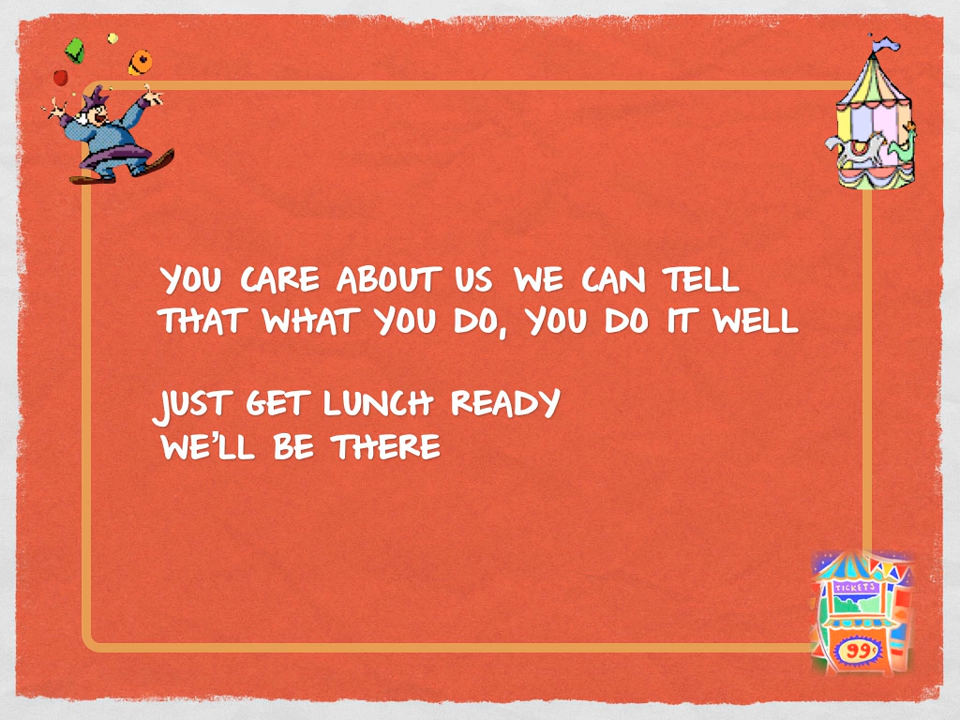 YOU CARE ABOUT US WE CAN TELL
THAT WHAT YOU DO, YOU DO IT WELL
JUST GET LUNCH READY
WE'LL BE THERE
TICKETS
99¢